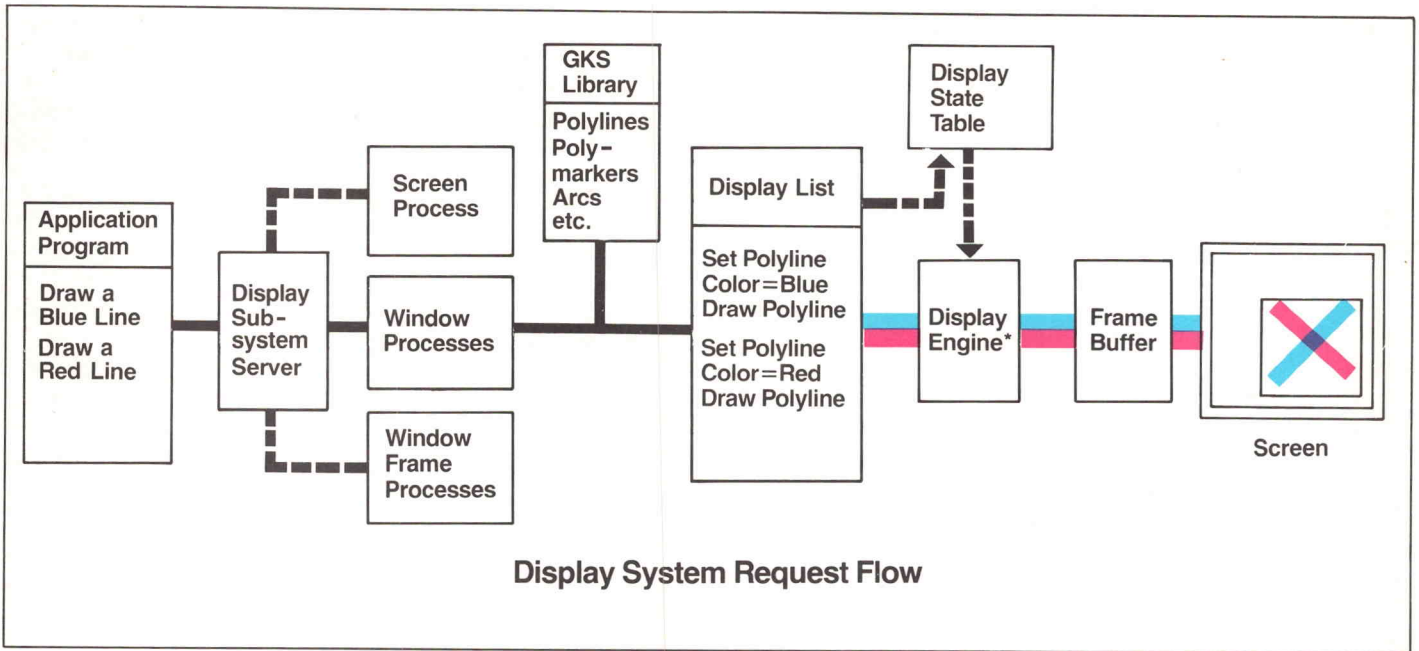 Application
Program
Draw a
Blue Line
Draw a
Red Line
Display
Sub-
system
Server
Screen
Process
Window
Processes
Window
Frame
Processes
GKS
Library
Polylines
Poly-
markers
Arcs
etc.
Display List
Set Polyline
Color=Blue
Draw Polyline
Set Polyline
Color=Red
Draw Polyline
Display
State
Table
Display
Engine*
Frame
Buffer
Screen
Display System Request Flow